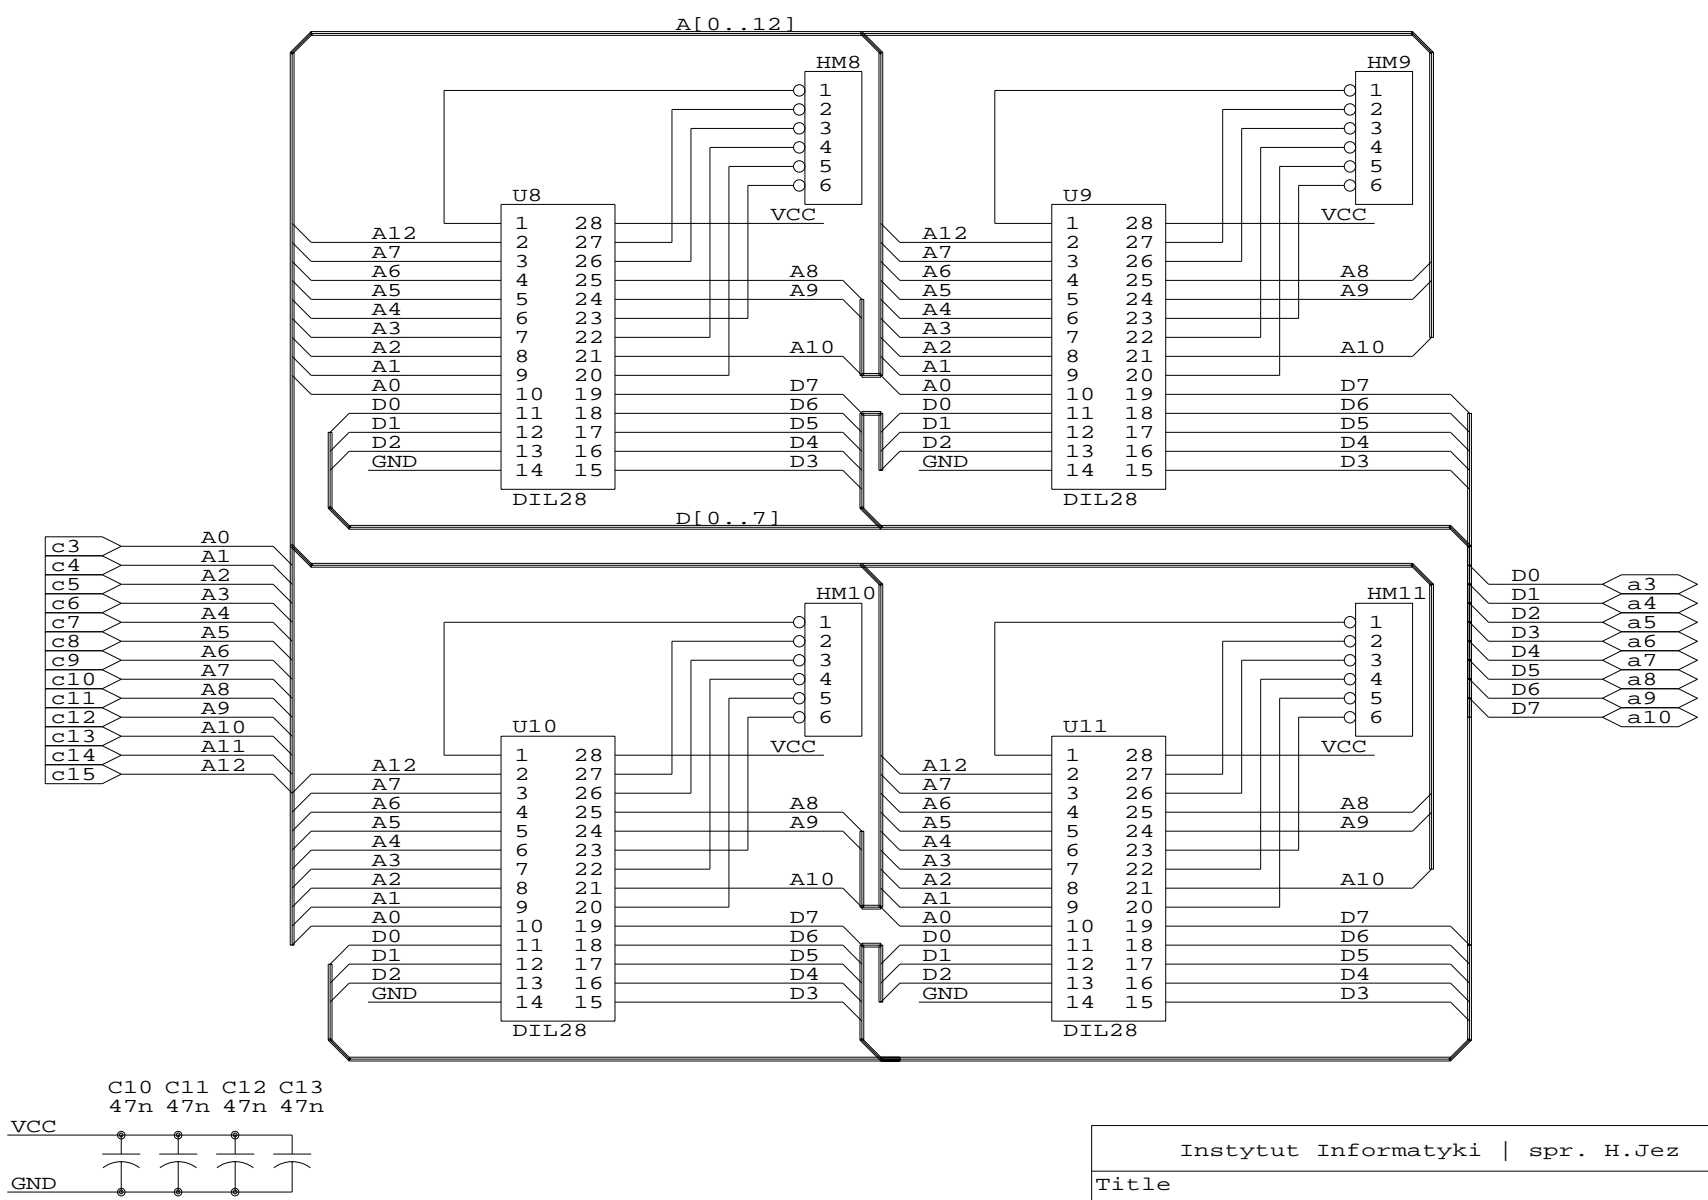 A[0..12]
HM8
1
2
3
4
5
6
HM9
1
2
3
4
5
6
U8
1 28 VCC
A12 2 27
A7 3 26
A6 4 25 A8
A5 5 24 A9
A4 6 23
A3 7 22
A2 8 21 A10
A1 9 20
A0 10 19 D7
D0 11 18 D6
D1 12 17 D5
D2 13 16 D4
GND 14 15 D3
DIL28
U9
1 28 VCC
A12 2 27
A7 3 26
A6 4 25 A8
A5 5 24 A9
A4 6 23
A3 7 22
A2 8 21 A10
A1 9 20
A0 10 19 D7
D0 11 18 D6
D1 12 17 D5
D2 13 16 D4
GND 14 15 D3
DIL28
D[0..7]
c3 A0
c4 A1
c5 A2
c6 A3
c7 A4
c8 A5
c9 A6
c10 A7
c11 A8
c12 A9
c13 A10
c14 A11
c15 A12
HM10
1
2
3
4
5
6
HM11
1
2
3
4
5
6
D0 a3
D1 a4
D2 a5
D3 a6
D4 a7
D5 a8
D6 a9
D7 a10
U10
1 28 VCC
A12 2 27
A7 3 26
A6 4 25 A8
A5 5 24 A9
A4 6 23
A3 7 22
A2 8 21 A10
A1 9 20
A0 10 19 D7
D0 11 18 D6
D1 12 17 D5
D2 13 16 D4
GND 14 15 D3
DIL28
U11
1 28 VCC
A12 2 27
A7 3 26
A6 4 25 A8
A5 5 24 A9
A4 6 23
A3 7 22
A2 8 21 A10
A1 9 20
A0 10 19 D7
D0 11 18 D6
D1 12 17 D5
D2 13 16 D4
GND 14 15 D3
DIL28
C10 C11 C12 C13
47n 47n 47n 47n
VCC
GND
Instytut Informatyki | spr. H.Jez
Title